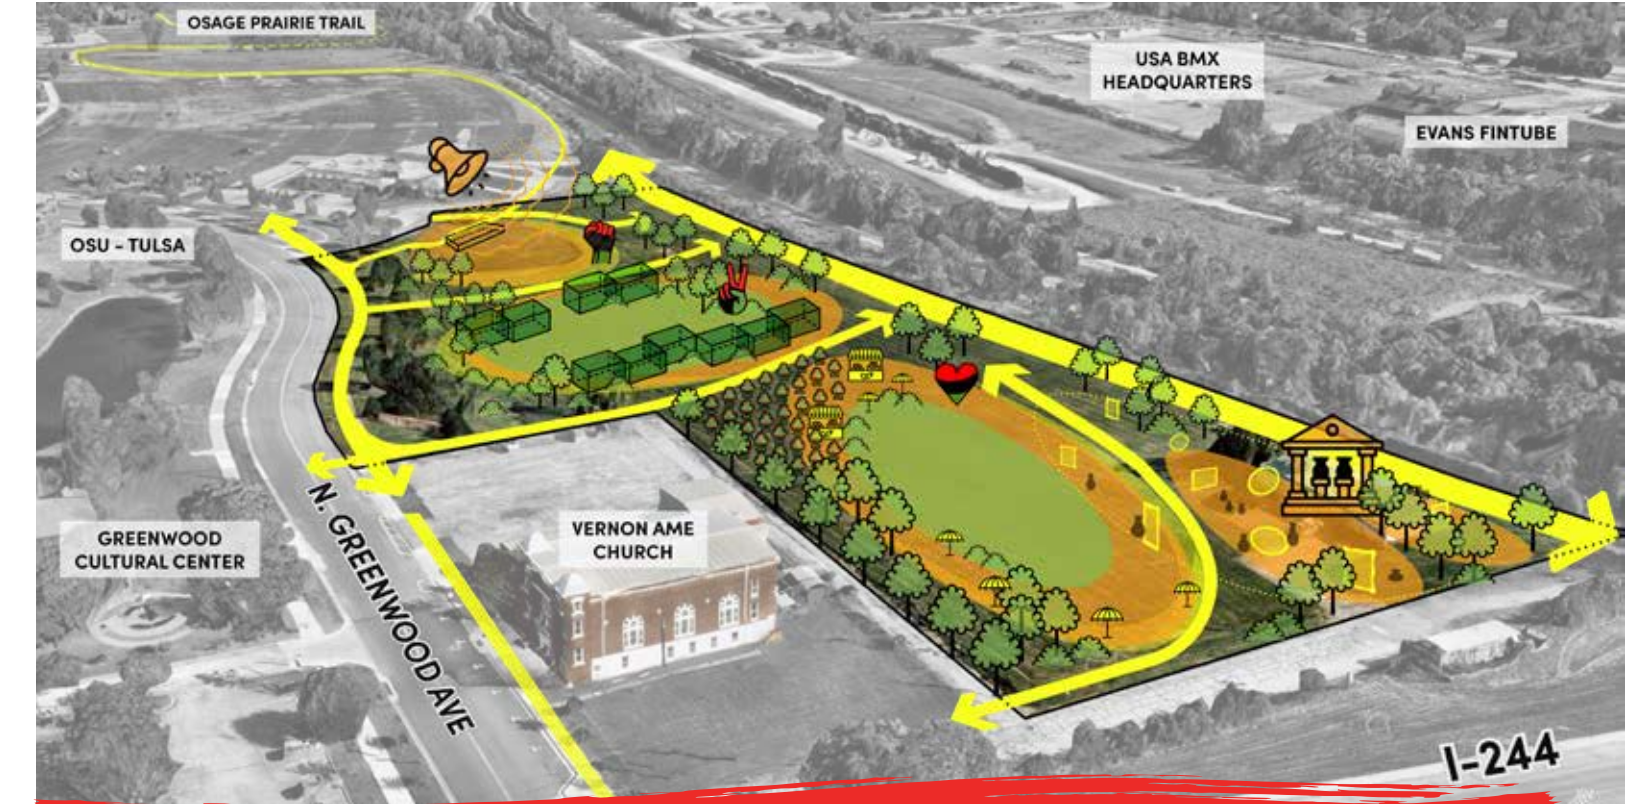 OSAGE PRAIRIE TRAIL
USA BMX
HEADQUARTERS
EVANS FINTUBE
OSU - TULSA
GREENWOOD
CULTURAL CENTER
N. GREENWOOD AVE
VERNON AME
CHURCH
I-244